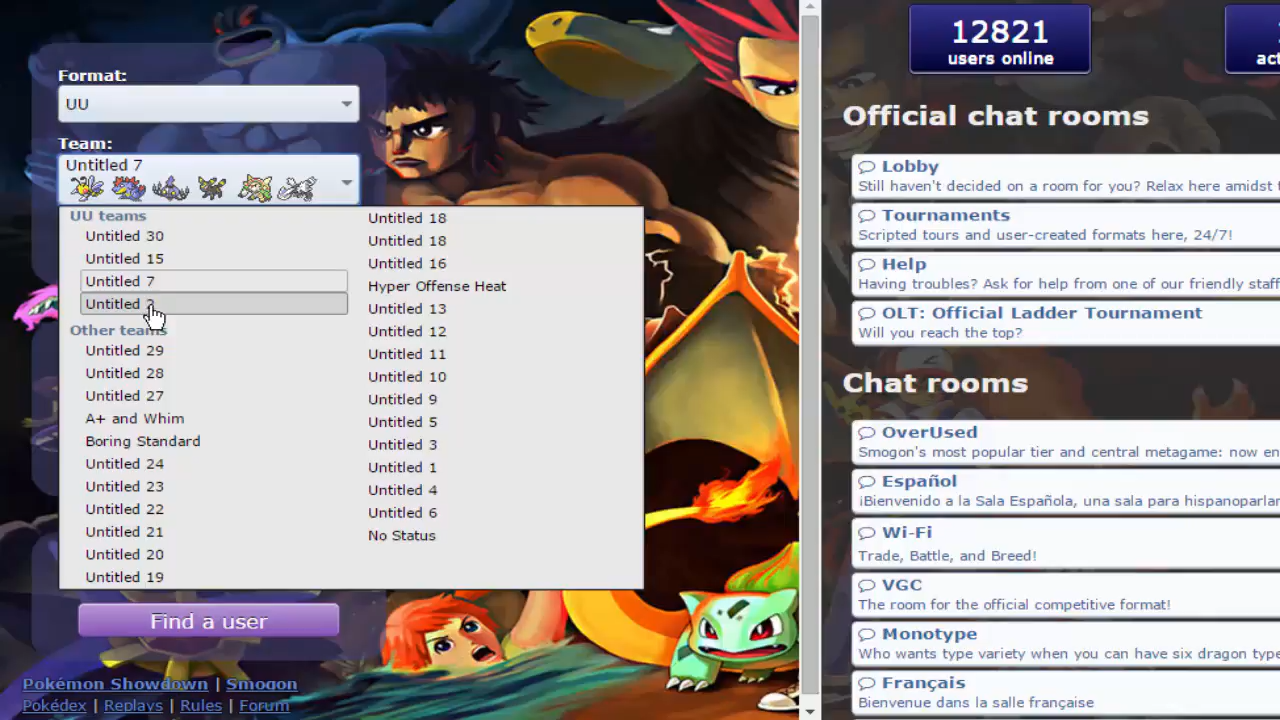 Format:
UU
Team:
Untitled 7
UU teams
Untitled 30
Untitled 15
Untitled 7
Untitled
Other teams
Untitled 29
Untitled 28
Untitled 27
A+ and Whim
Boring Standard
Untitled 24
Untitled 23
Untitled 22
Untitled 21
Untitled 20
Untitled 19
Untitled 18
Untitled 18
Untitled 16
Hyper Offense Heat
Untitled 13
Untitled 12
Untitled 11
Untitled 10
Untitled 9
Untitled 5
Untitled 3
Untitled 1
Untitled 4
Untitled 6
No Status
Find a user
Pokémon Showdown | Smogon
Pokédex | Replays | Rules | Forum
12821
users online
Official chat rooms
Lobby
Still haven't decided on a room for you? Relax here amidst
Tournaments
Scripted tours and user-created formats here, 24/7!
Help
Having troubles? Ask for help from one of our friendly staff
OLT: Official Ladder Tournament
Will you reach the top?
Chat rooms
OverUsed
Smogon's most popular tier and central metagame: now
Español
¡Bienvenido a la Sala Española, una sala para
Wi-Fi
Trade, Battle, and Breed!
VGC
The room for the official competitive format!
Monotype
Who wants type variety when you can have six dragon
Français
Bienvenue dans la salle française